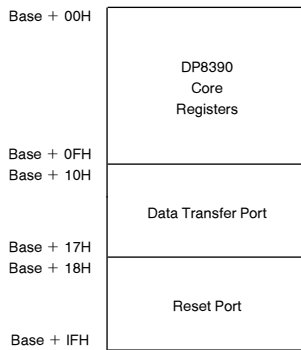 Base + 00H
DP8390
Core
Registers
Base + 0FH
Base + 10H
Data Transfer Port
Base + 17H
Base + 18H
Reset Port
Base + IFH